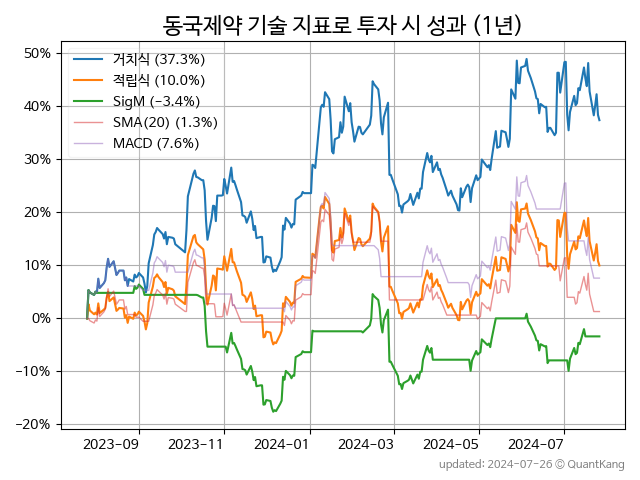 동국제약 기술 지표로 투자 시 성과 (1년)
50%
40%
30%
20%
10%
0%
−10%
−20%
거치식 (37.3%)
적립식 (10.0%)
SigM (−3.4%)
SMA(20) (1.3%)
MACD (7.6%)
2023−09
2023−11
2024−01
2024−03
2024−05
2024−07
updated: 2024-07-26 © QuantKang